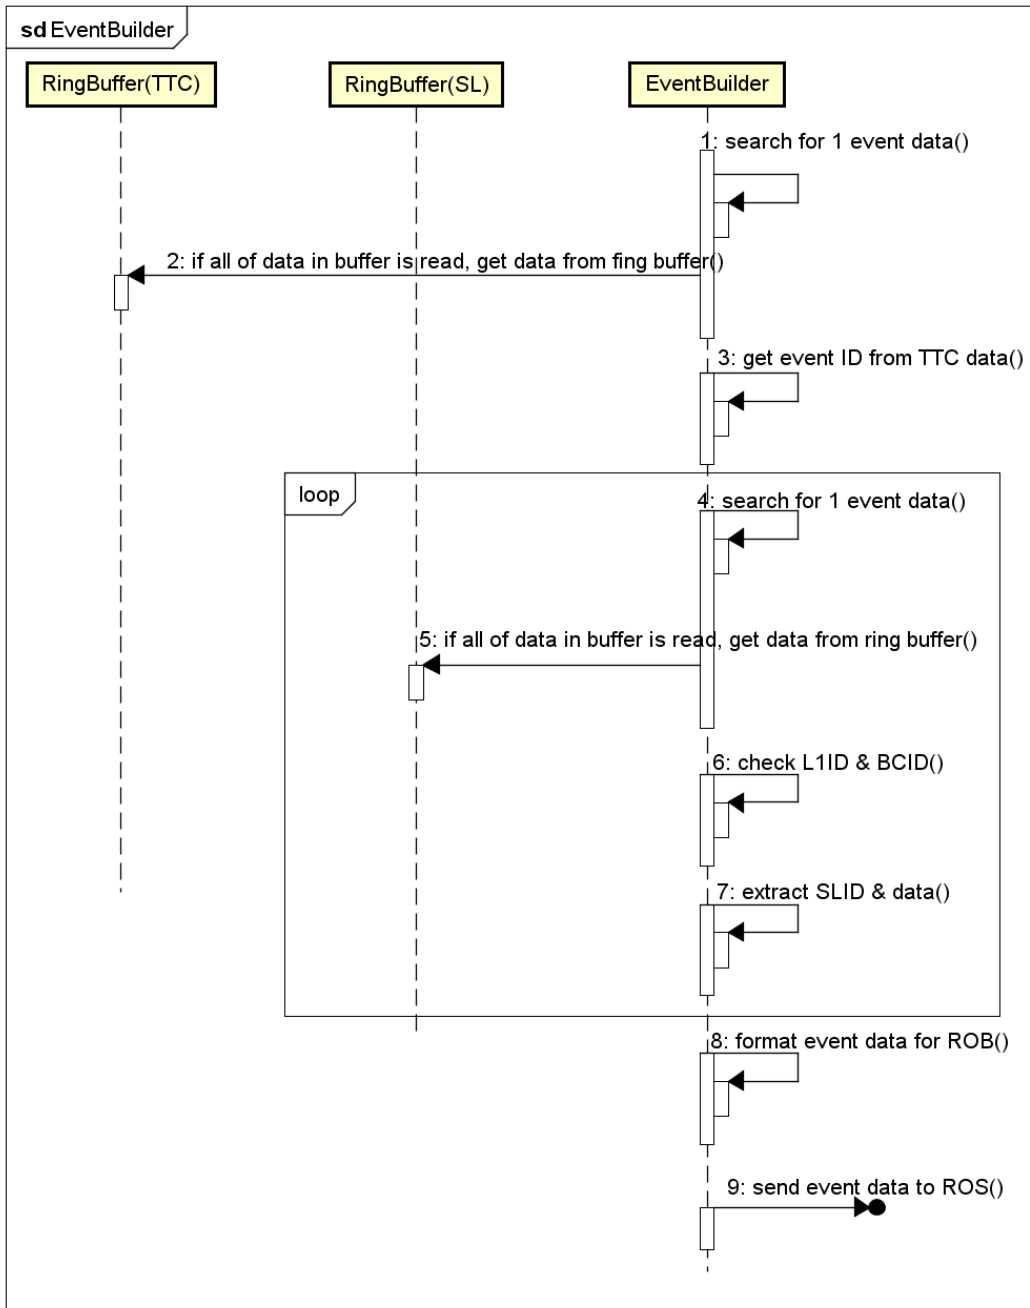 sd EventBuilder
RingBuffer(TTC)
RingBuffer(SL)
EventBuilder
1: search for 1 event data()
2: if all of data in buffer is read, get data from fing buffer()
3: get event ID from TTC data()
loop
4: search for 1 event data()
5: if all of data in buffer is read, get data from ring buffer()
6: check L1ID & BCID()
7: extract SLID & data()
8: format event data for ROB()
9: send event data to ROS()